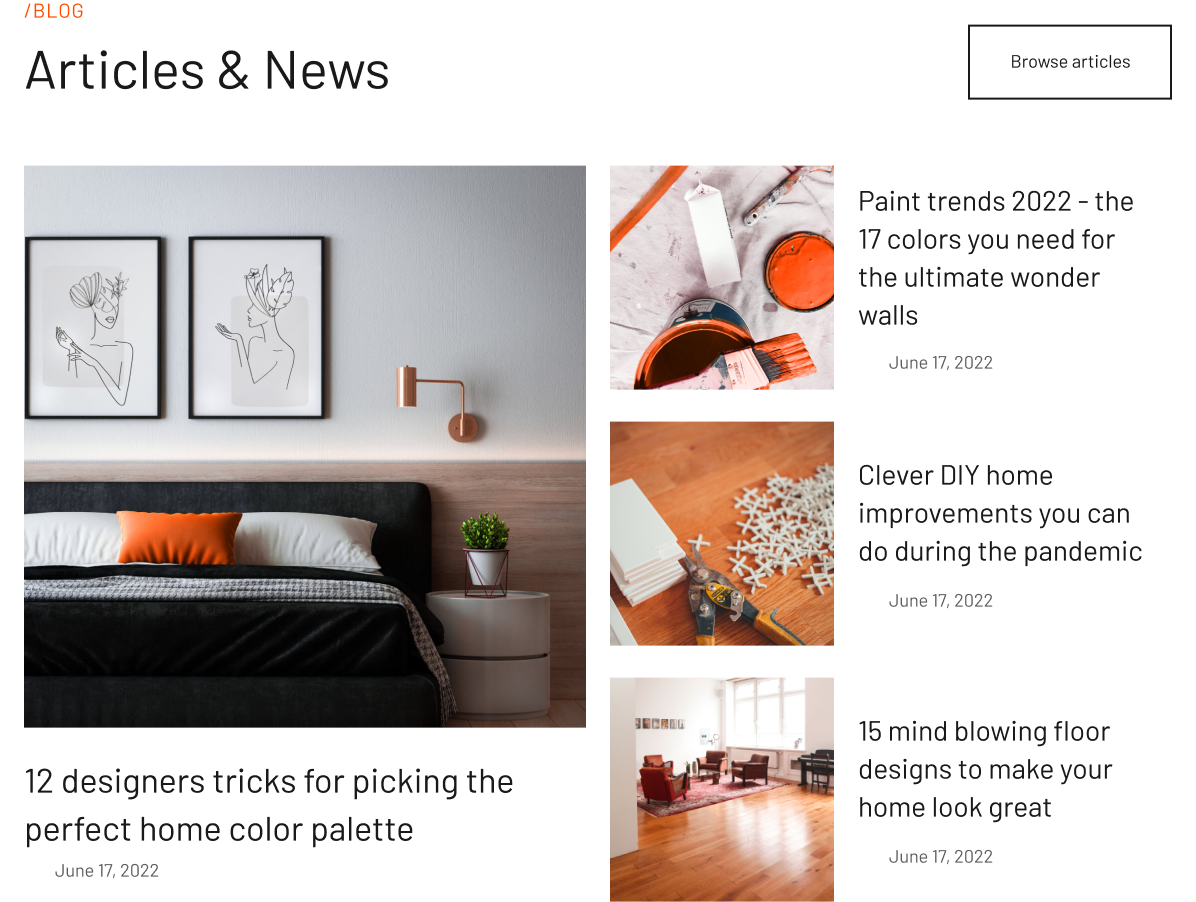 /BLOG
Articles & News
Browse articles
12 designers tricks for picking the
perfect home color palette
June 17, 2022
Paint trends 2022 - the
17 colors you need for
the ultimate wonder
walls
June 17, 2022
Clever DIY home
improvements you can
do during the pandemic
June 17, 2022
15 mind blowing floor
designs to make your
home look great
June 17, 2022